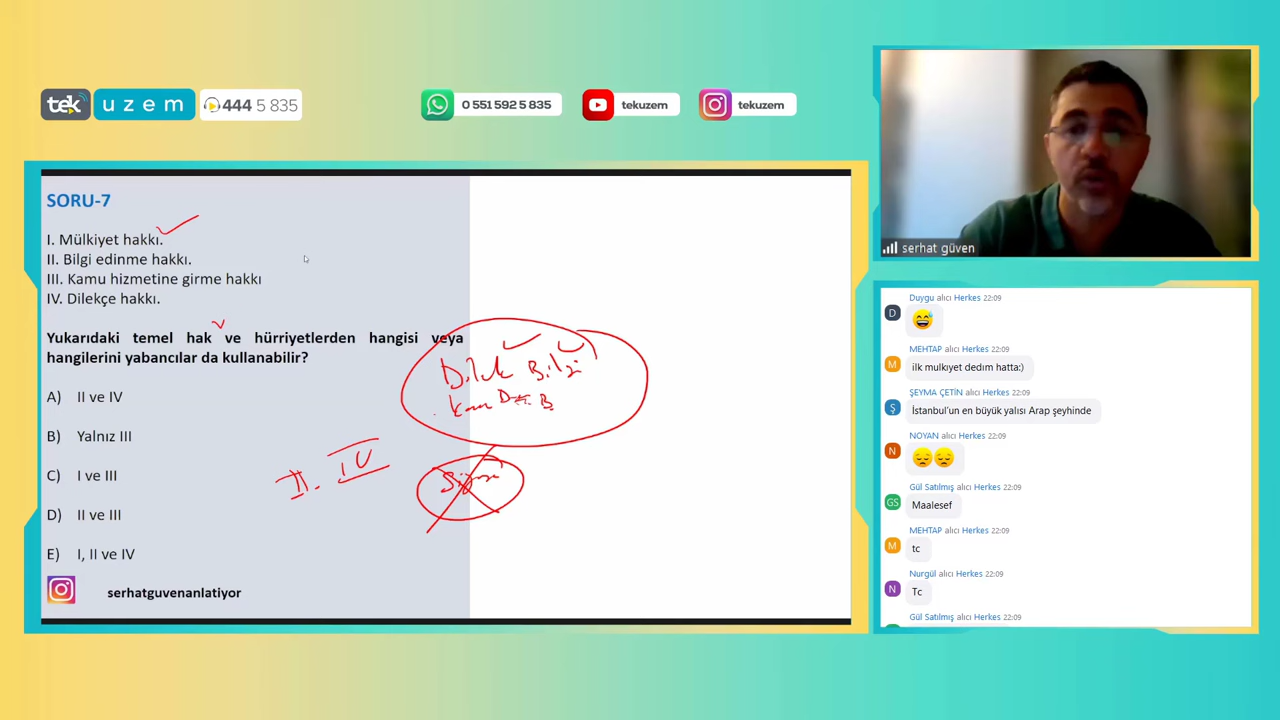 tek uzem 444 5 835
0 551 592 5 835
tekuzem
tekuzem
SORU-7
I. Mülkiyet hakkı.
II. Bilgi edinme hakkı.
III. Kamu hizmetine girme hakkı
IV. Dilekçe hakkı.
Yukarıdaki temel hak ve hürriyetlerden hangisi veya
hangilerini yabancılar da kullanabilir?
A) II ve IV
B) Yalnız III
C) I ve III
D) II ve III
E) I, II ve IV
serhatguvenanlatiyor
Dilek Bilgi
II. IV
serhat güven
Duygu alıcı Herkes 22:09
D
MEHTAP alıcı Herkes 22:09
M ilk mulkıyet dedım hatta:)
ŞEYMA ÇETİN alıcı Herkes 22:09
Ş İstanbul'un en büyük yalısı Arap şeyhinde
NOYAN alıcı Herkes 22:09
N
Gül Satılmış alıcı Herkes 22:09
GS Maalesef
MEHTAP alıcı Herkes 22:09
M tc
Nurgül alıcı Herkes 22:09
N Tc
Gül Satılmış alıcı Herkes 22:09